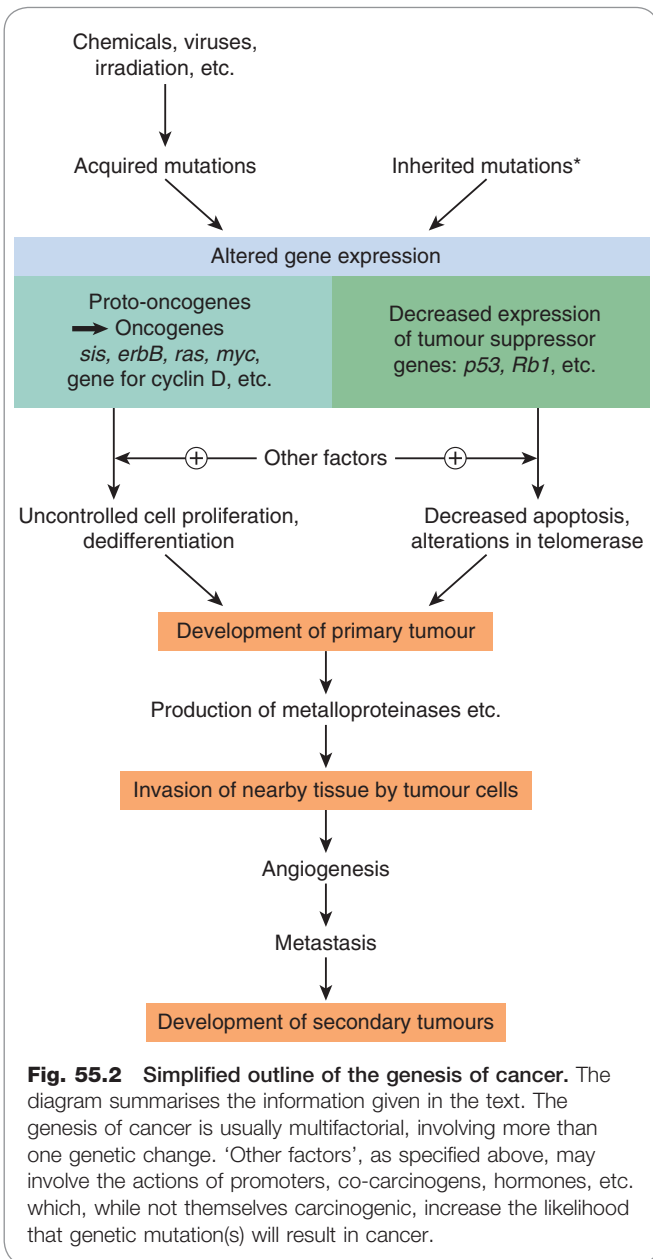 Chemicals, viruses,
irradiation, etc.
Acquired mutations
Inherited mutations*
Altered gene expression
Proto-oncogenes
Oncogenes
sis, erbB, ras, myc,
gene for cyclin D, etc.
Decreased expression
of tumour suppressor
genes: p53, Rb1, etc.
+ Other factors +
Uncontrolled cell proliferation,
dedifferentiation
Decreased apoptosis,
alterations in telomerase
Development of primary tumour
Production of metalloproteinases etc.
Invasion of nearby tissue by tumour cells
Angiogenesis
Metastasis
Development of secondary tumours
Fig. 55.2 Simplified outline of the genesis of cancer. The
diagram summarises the information given in the text. The
genesis of cancer is usually multifactorial, involving more than
one genetic change. ‘Other factors’, as specified above, may
involve the actions of promoters, co-carcinogens, hormones, etc.
which, while not themselves carcinogenic, increase the likelihood
that genetic mutation(s) will result in cancer.